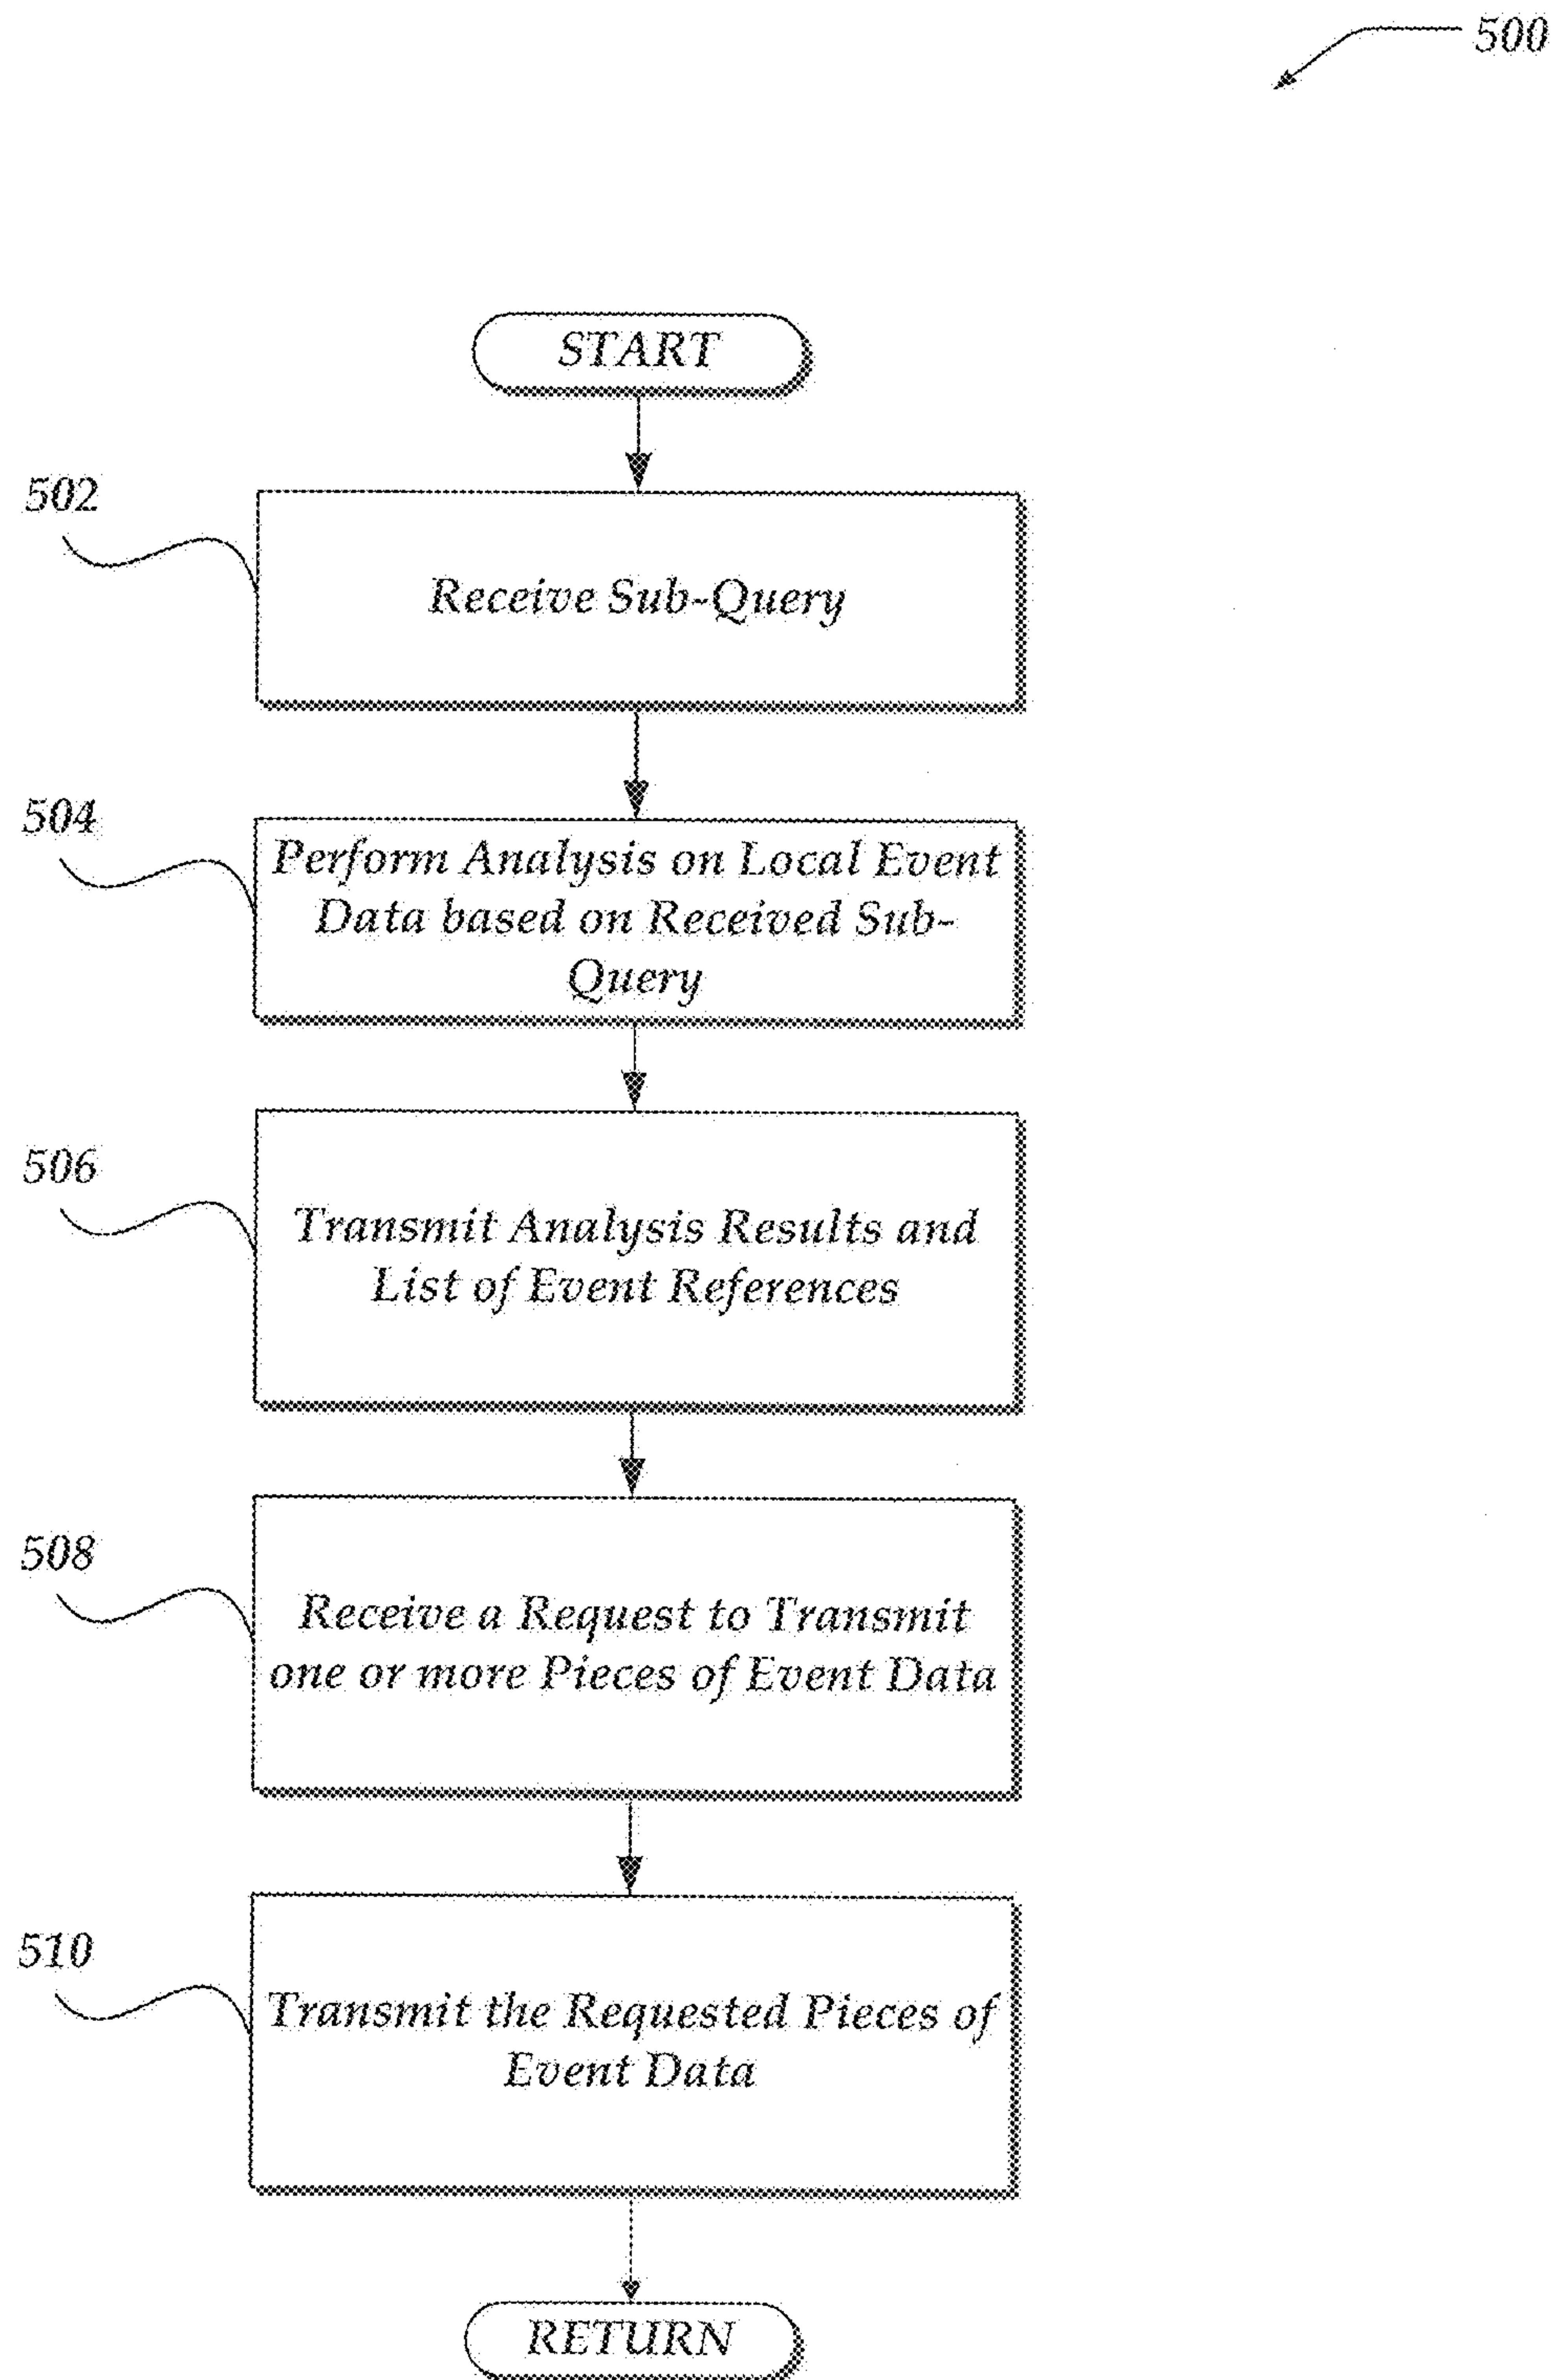 500
START
502
Receive Sub-Query
504
Perform Analysis on Local Event
Data based on Received Sub-
Query
506
Transmit Analysis Results and
List of Event References
508
Receive a Request to Transmit
one or more Pieces of Event Data
510
Transmit the Requested Pieces of
Event Data
RETURN